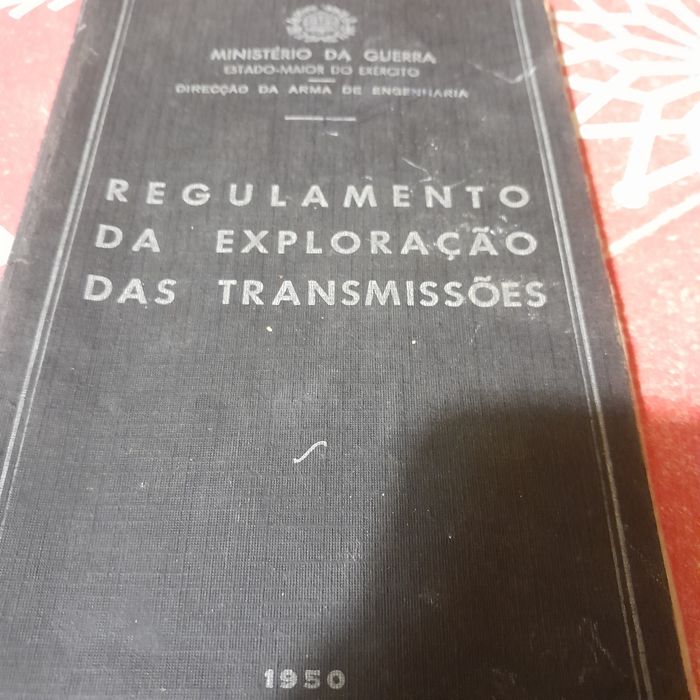 MINISTÉRIO DA GUERRA
ESTADO-MAIOR DO EXÉRCITO
DIRECÇÃO DA ARMA DE ENGENHARIA
REGULAMENTO
DA EXPLORAÇÃO
DAS TRANSMISSÕES
1950